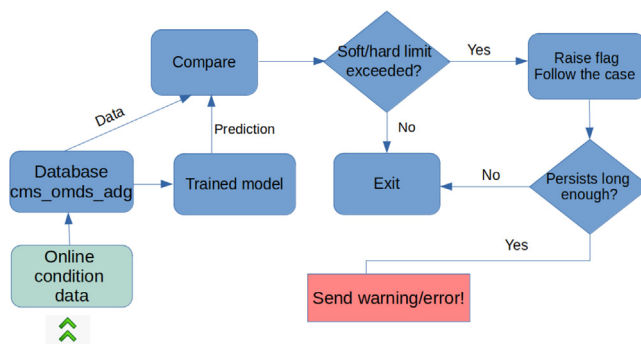 Compare
Soft/hard limit
exceeded?
Yes
Raise flag
Follow the case
Data
Prediction
No
Database
cms_omds_adg
Trained model
Exit
No
Persists long
enough?
Online
condition
data
Yes
Send warning/error!